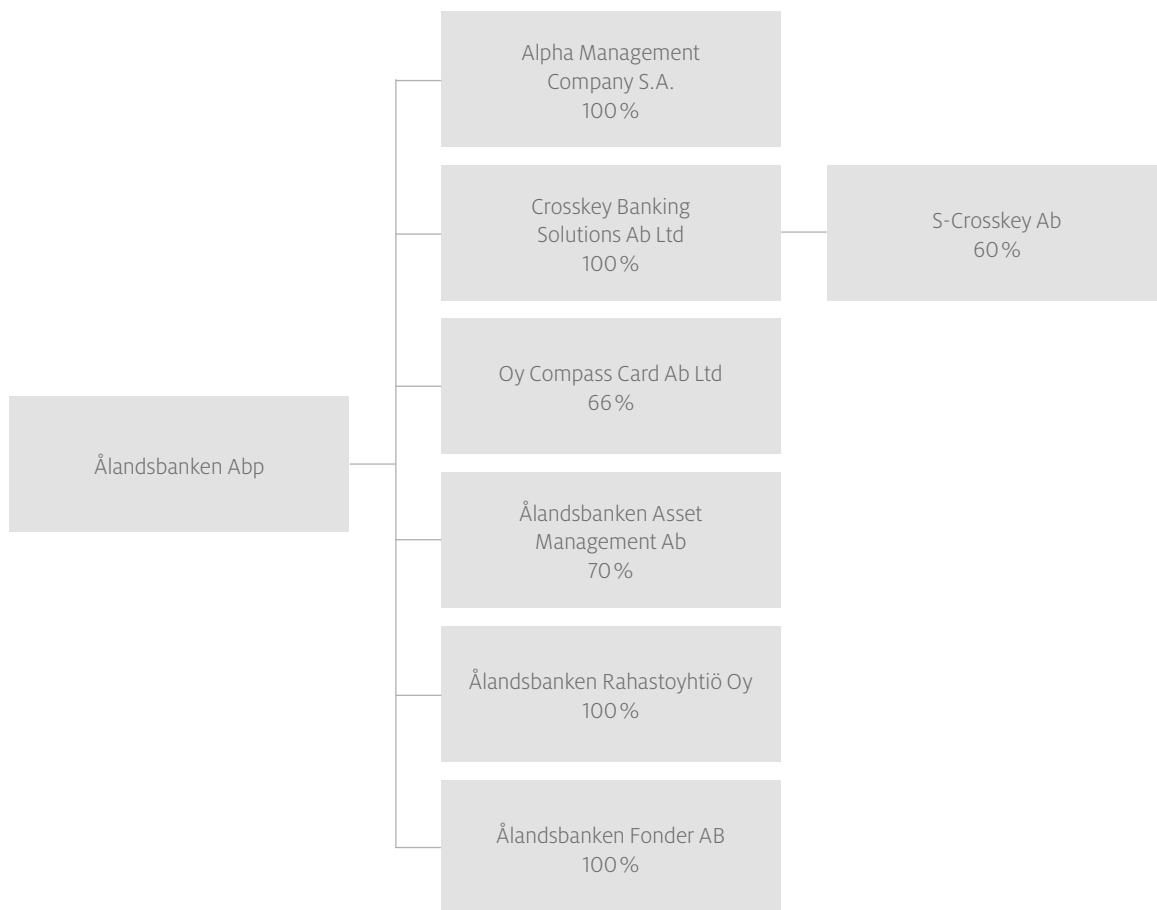 Alpha Management
Company S.A.
100 %
Crosskey Banking
Solutions Ab Ltd
100 %
S-Crosskey Ab
60 %
Oy Compass Card Ab Ltd
66 %
Ålandsbanken Abp
Ålandsbanken Asset
Management Ab
70 %
Ålandsbanken Rahastoyhtiö Oy
100 %
Ålandsbanken Fonder AB
100 %